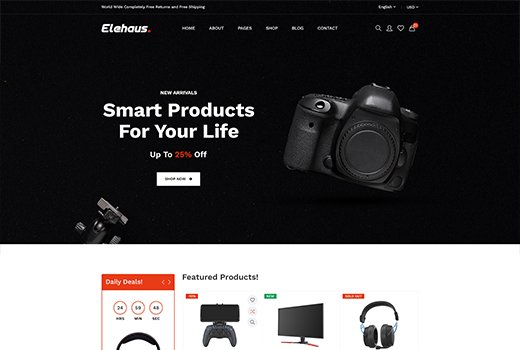 World Wide Completely Free Returns and Free Shipping
English
USD
Elehaus.
HOME ABOUT PAGES SHOP BLOG CONTACT
NEW ARRIVALS
Smart Products
For Your Life
Up To 25% Off
SHOP NOW
Daily Deals!
24 59 48
HRS MIN SEC
Featured Products!
-10%
NEW
SOLD OUT